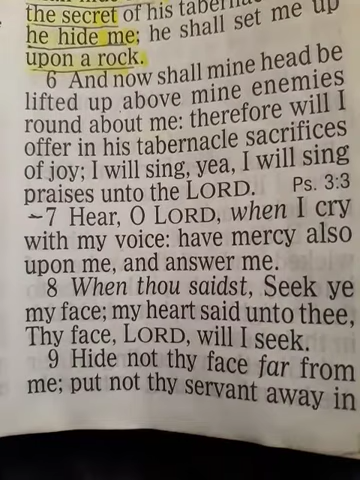 the secret of his
he hide me; he shall set me up
upon a rock.
6 And now shall mine head be
lifted up above mine enemies
round about me: therefore will I
offer in his tabernacle sacrifices
of joy; I will sing, yea, I will sing
praises unto the LORD. Ps. 3:3
7 Hear, O LORD, when I cry
with my voice: have mercy also
upon me, and answer me.
8 When thou saidst, Seek ye
my face; my heart said unto thee,
Thy face, LORD, will I seek.
9 Hide not thy face far from
me; put not thy servant away in